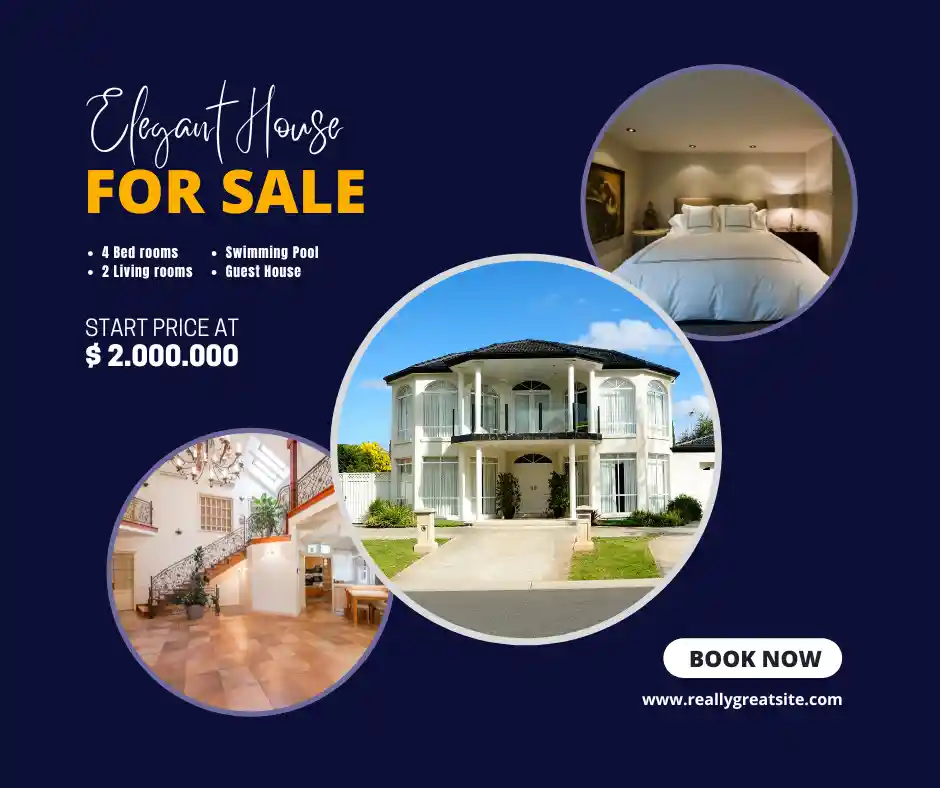 Elegant House
FOR SALE
• 4 Bed rooms
• 2 Living rooms
• Swimming Pool
• Guest House
START PRICE AT
$ 2.000.000
BOOK NOW
www.reallygreatsite.com